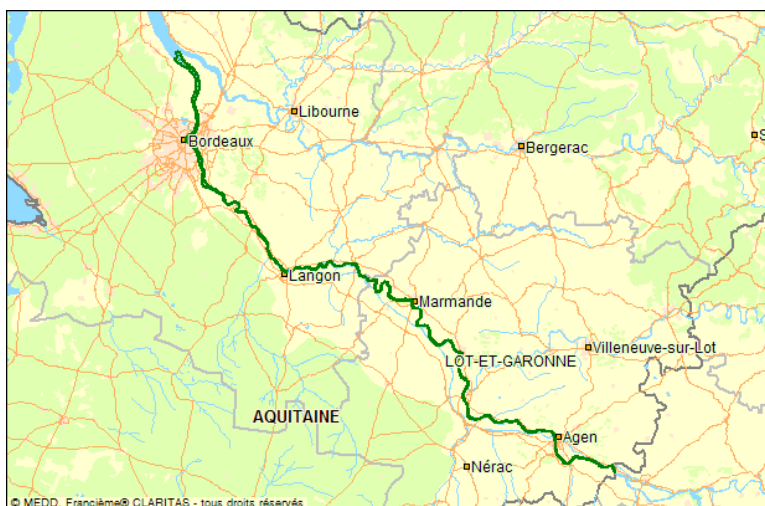 Libourne
Bordeaux
Bergerac
S
Langon
Marmande
Villeneuve-sur-Lot
LOT-ET-GARONNE
AQUITAINE
Agen
Nérac
© MEDD, Francième® CLARITAS - tous droits réservés